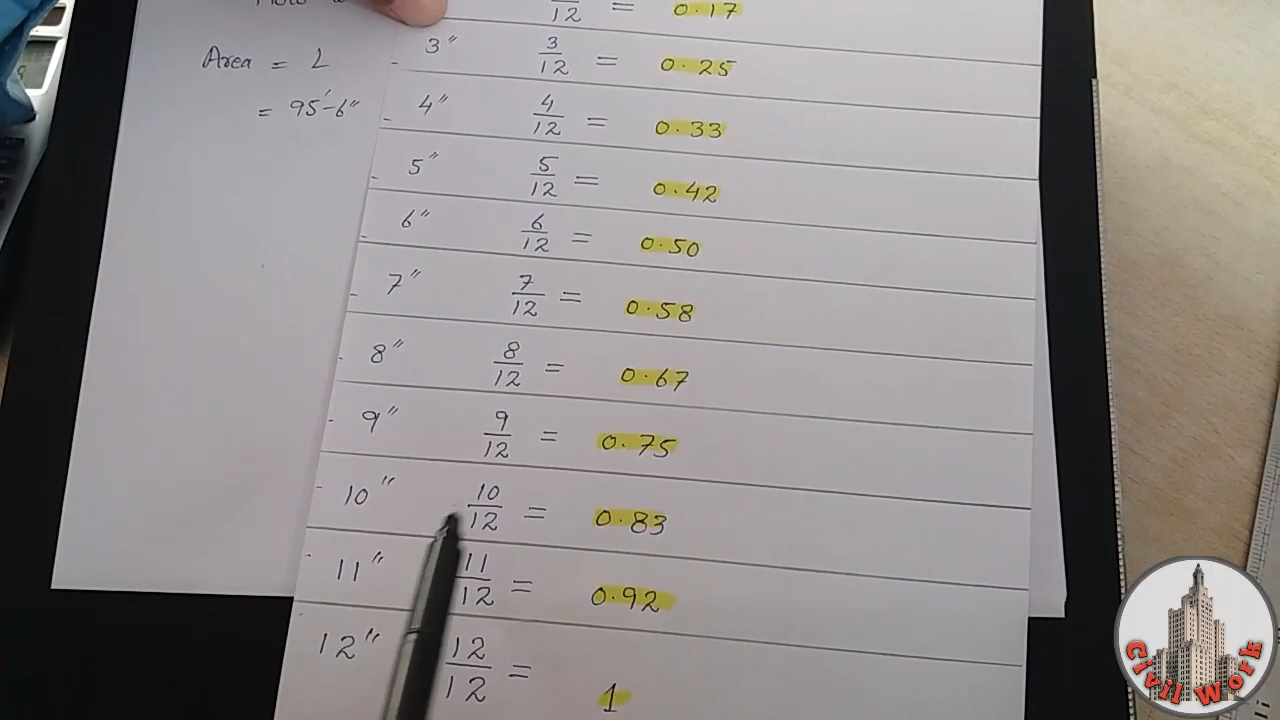 Area = L
= 95'-6"
12 = 0.17
3" 3/12 = 0.25
4" 4/12 = 0.33
5" 5/12 = 0.42
6" 6/12 = 0.50
7" 7/12 = 0.58
8" 8/12 = 0.67
9" 9/12 = 0.75
10" 10/12 = 0.83
11" 11/12 = 0.92
12" 12/12 = 1
Civil Work